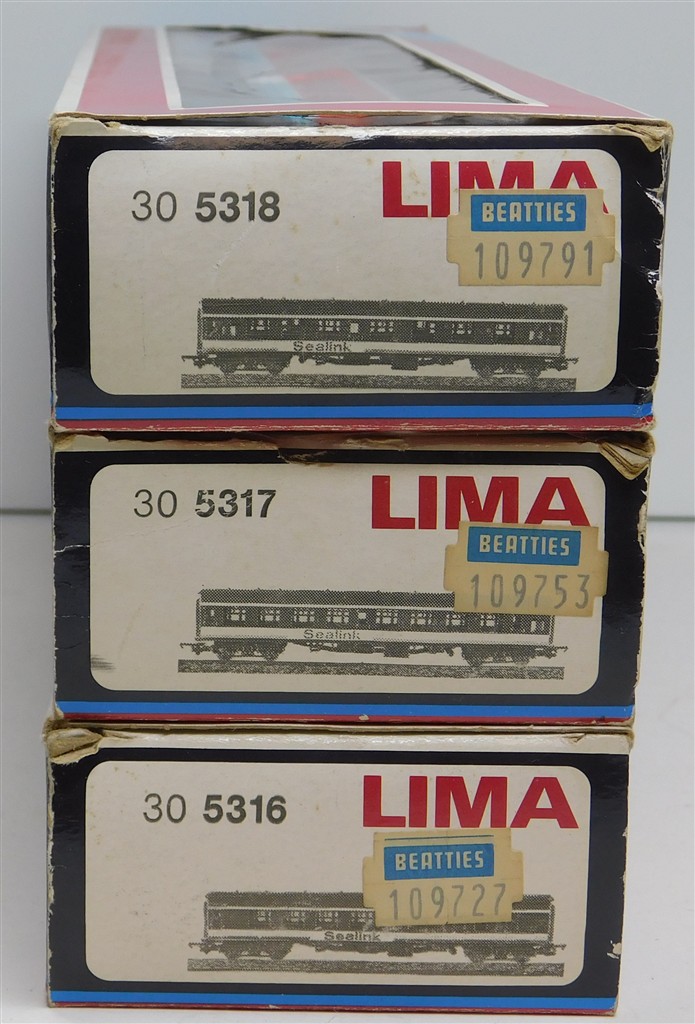 30 5318 LIMA
BEATTIES
109791
Sealink
30 5317 LIMA
BEATTIES
109753
Sealink
30 5316 LIMA
BEATTIES
109727
Sealink